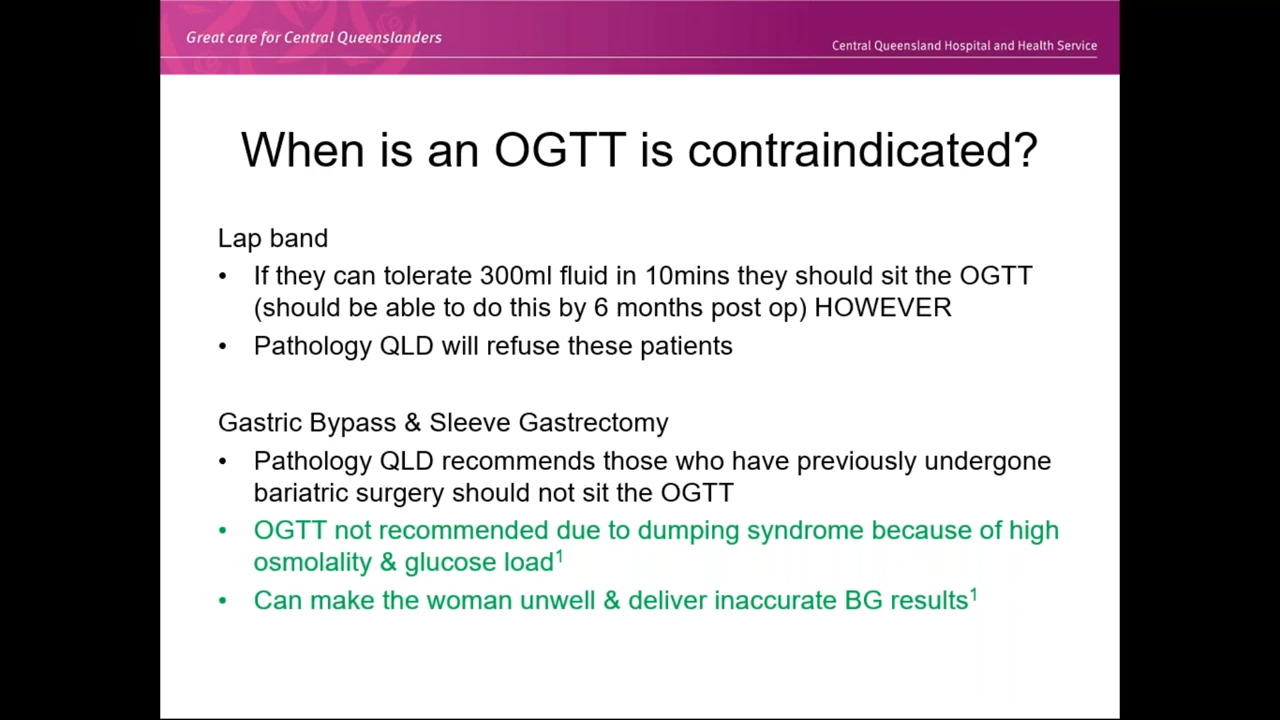 Great care for Central Queenslanders
Central Queensland Hospital and Health Service
When is an OGTT is contraindicated?
Lap band
• If they can tolerate 300ml fluid in 10mins they should sit the OGTT
(should be able to do this by 6 months post op) HOWEVER
• Pathology QLD will refuse these patients
Gastric Bypass & Sleeve Gastrectomy
• Pathology QLD recommends those who have previously undergone
bariatric surgery should not sit the OGTT
• OGTT not recommended due to dumping syndrome because of high
osmolality & glucose load¹
• Can make the woman unwell & deliver inaccurate BG results¹